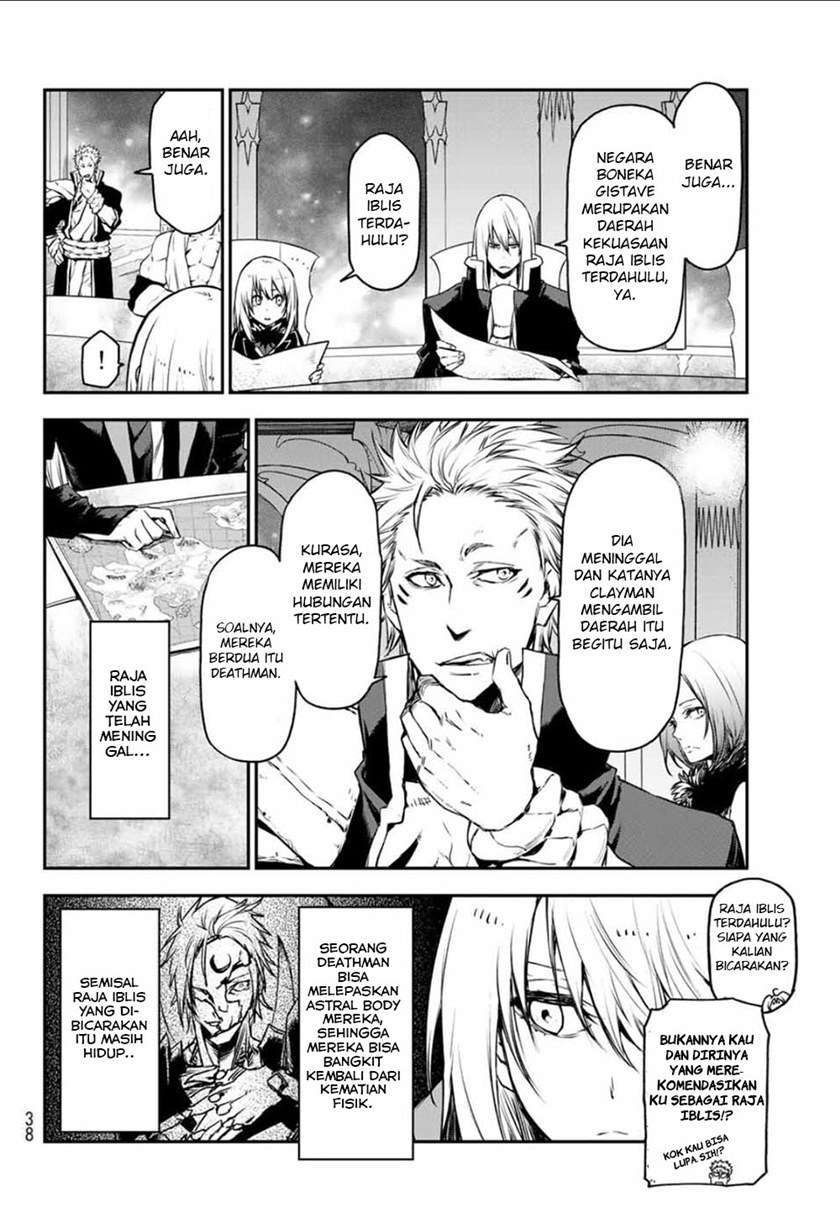 BENAR
JUGA...
NEGARA
BONEKA
GISTAVE
MERUPAKAN
DAERAH
KEKUASAAN
RAJA IBLIS
TERDAHULU,
YA.
RAJA
IBLIS
TERDA-
HULU?
AAH,
BENAR
JUGA.
!
DIA
MENINGGAL
DAN KATANYA
CLAYMAN
MENGAMBIL
DAERAH ITU
BEGITU SAJA.
KURASA,
MEREKA
MEMILIKI
HUBUNGAN
TERTENTU.
SOALNYA,
MEREKA
BERDUA ITU
DEATHMAN.
RAJA
IBLIS
YANG
TELAH
MENING
GAL...
RAJA IBLIS
TERDAHULU?
SIAPA YANG
KALIAN
BICARAKAN?
BUKANNYA KAU
DAN DIRINYA
YANG MERE-
KOMENDASIKAN
KU SEBAGAI RAJA
IBLIS!?
KOK KAU BISA
LUPA SIH!?
SEORANG
DEATHMAN
BISA
MELEPASKAN
ASTRAL BODY
MEREKA,
SEHINGGA
MEREKA BISA
BANGKIT
KEMBALI DARI
KEMATIAN
FISIK.
SEMISAL
RAJA IBLIS
YANG DI-
BICARAKAN
ITU MASIH
HIDUP..
38